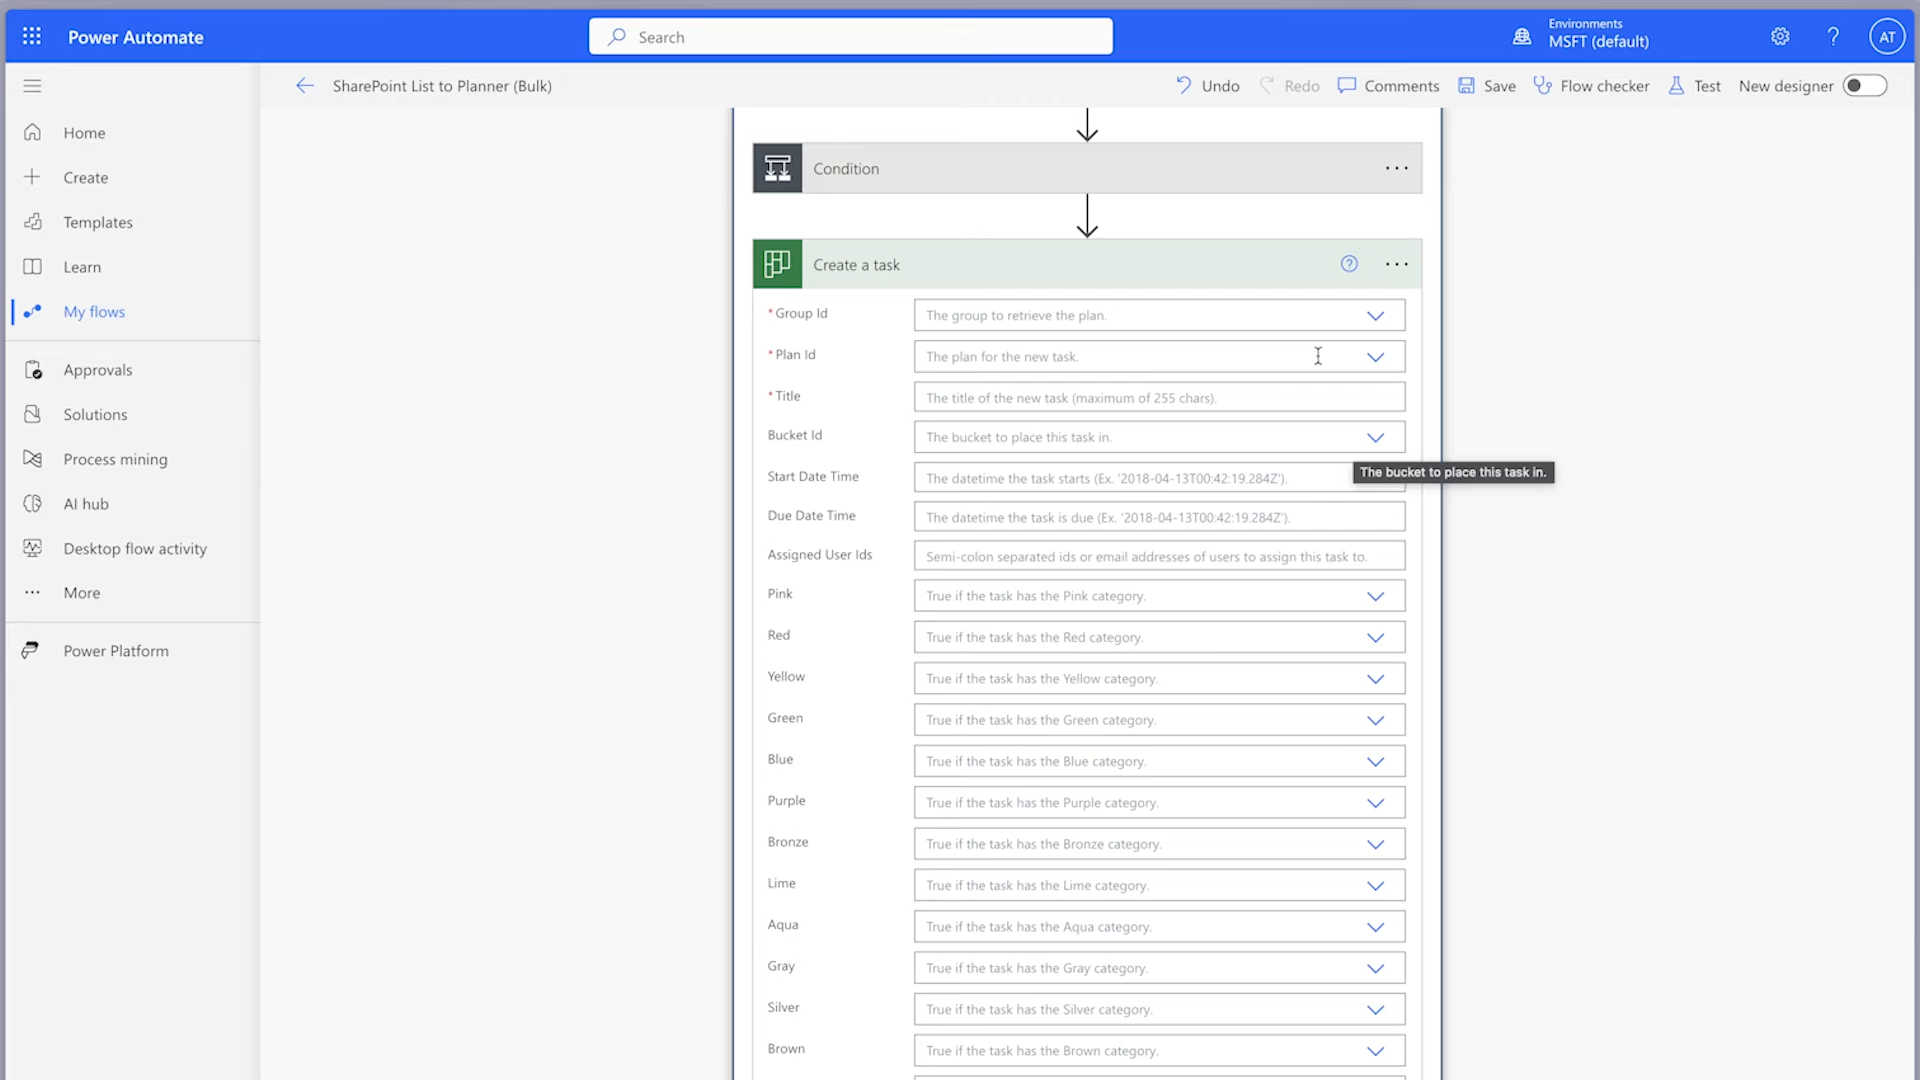 Power Automate
Search
Environments
MSFT (default)
?
AT
SharePoint List to Planner (Bulk)
Undo
Redo
Comments
Save
Flow checker
Test
New designer
Home
Create
Templates
Learn
My flows
Approvals
Solutions
Process mining
AI hub
Desktop flow activity
More
Power Platform
Condition
Create a task
?
* Group Id
The group to retrieve the plan.
* Plan Id
The plan for the new task.
* Title
The title of the new task (maximum of 255 chars).
Bucket Id
The bucket to place this task in.
The bucket to place this task in.
Start Date Time
The datetime the task starts (Ex. '2018-04-13T00:42:19.284Z').
Due Date Time
The datetime the task is due (Ex. '2018-04-13T00:42:19.284Z').
Assigned User Ids
Semi-colon separated ids or email addresses of users to assign this task to.
Pink
True if the task has the Pink category.
Red
True if the task has the Red category.
Yellow
True if the task has the Yellow category.
Green
True if the task has the Green category.
Blue
True if the task has the Blue category.
Purple
True if the task has the Purple category.
Bronze
True if the task has the Bronze category.
Lime
True if the task has the Lime category.
Aqua
True if the task has the Aqua category.
Gray
True if the task has the Gray category.
Silver
True if the task has the Silver category.
Brown
True if the task has the Brown category.